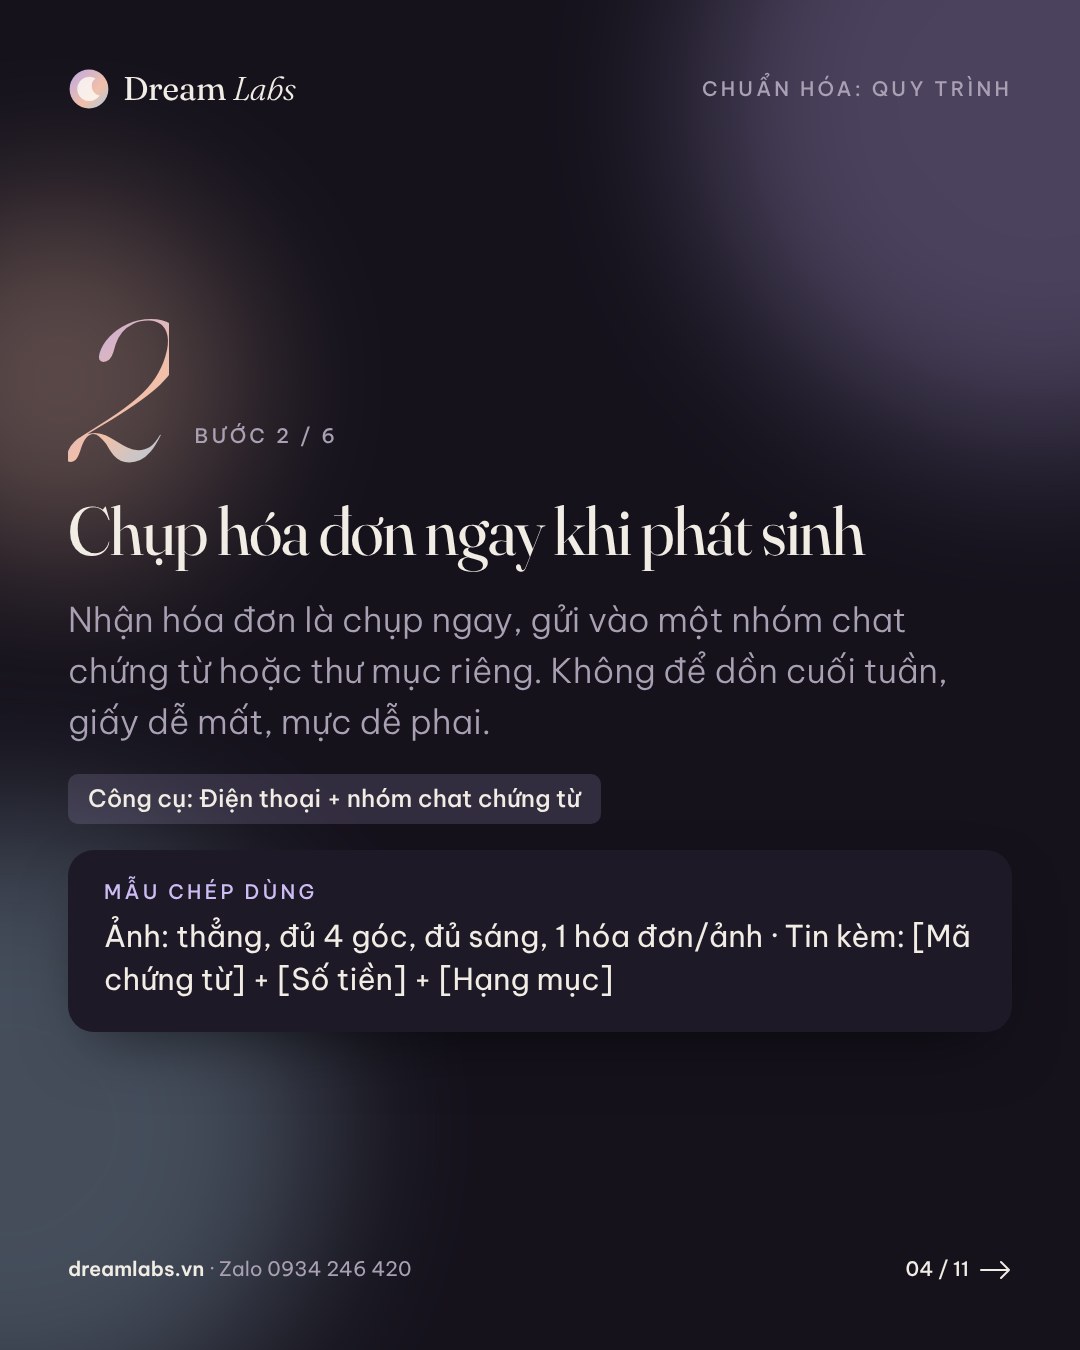 Dream Labs
CHUẨN HÓA: QUY TRÌNH
2
BƯỚC 2 / 6
Chụp hóa đơn ngay khi phát sinh
Nhận hóa đơn là chụp ngay, gửi vào một nhóm chat
chứng từ hoặc thư mục riêng. Không để dồn cuối tuần,
giấy dễ mất, mực dễ phai.
Công cụ: Điện thoại + nhóm chat chứng từ
MẪU CHÉP DÙNG
Ảnh: thẳng, đủ 4 góc, đủ sáng, 1 hóa đơn/ảnh · Tin kèm: [Mã
chứng từ] + [Số tiền] + [Hạng mục]
dreamlabs.vn · Zalo 0934 246 420
04 / 11 →